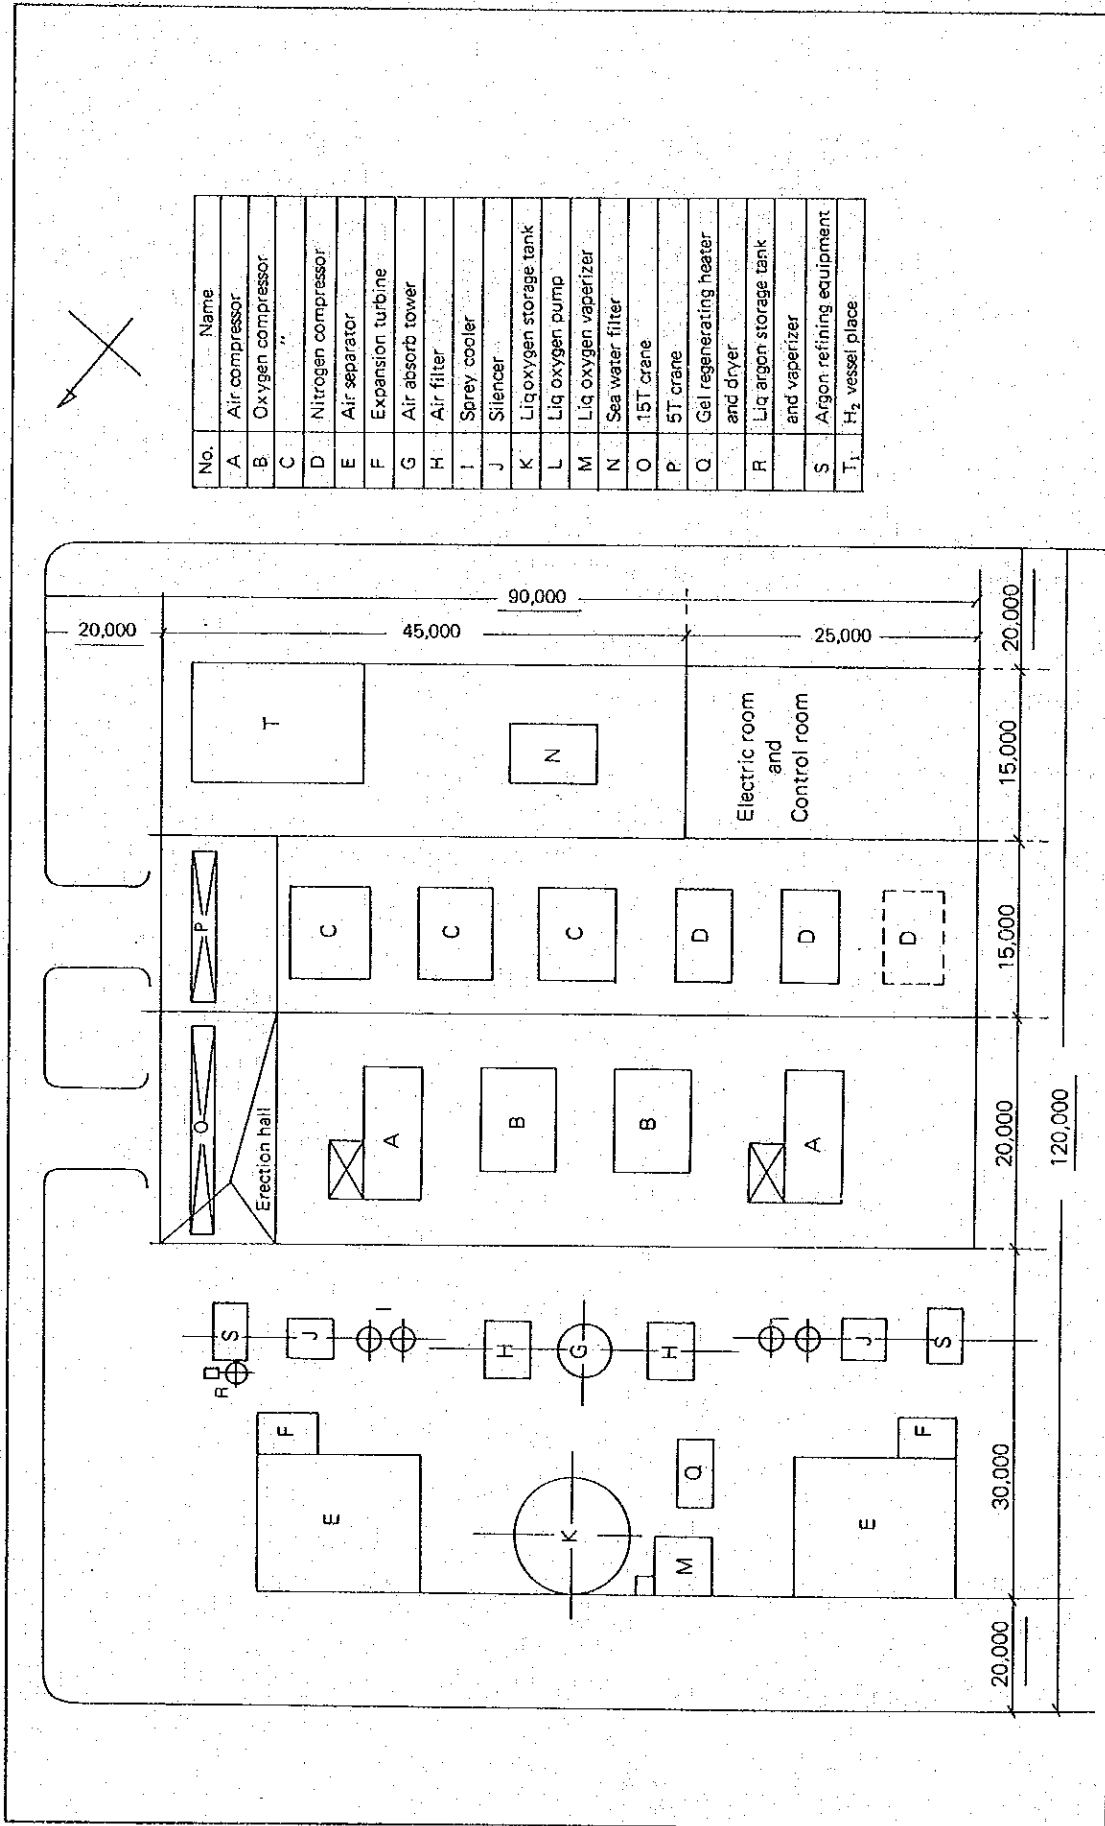 No. Name
A Air compressor
B Oxygen compressor
C "
D Nitrogen compressor
E Air separator
F Expansion turbine
G Air absorb tower
H Air filter
I Sprey cooler
J Silencer
K Liq oxygen storage tank
L Liq oxygen pump
M Liq oxygen vaperizer
N Sea water filter
O 15T crane
P 5T crane
Q Gel regenerating heater
and dryer
R Liq argon storage tank
and vaperizer
S Argon refining equipment
T₁ H₂ vessel place
20,000
90,000
45,000
25,000
T
N
Electric room
and
Control room
P
C
C
C
D
D
D
O
Erection hall
A
B
B
A
S
J
I
H
G
H
I
J
S
R
F
E
K
Q
M
F
E
20,000
30,000
20,000
15,000
15,000
20,000
120,000